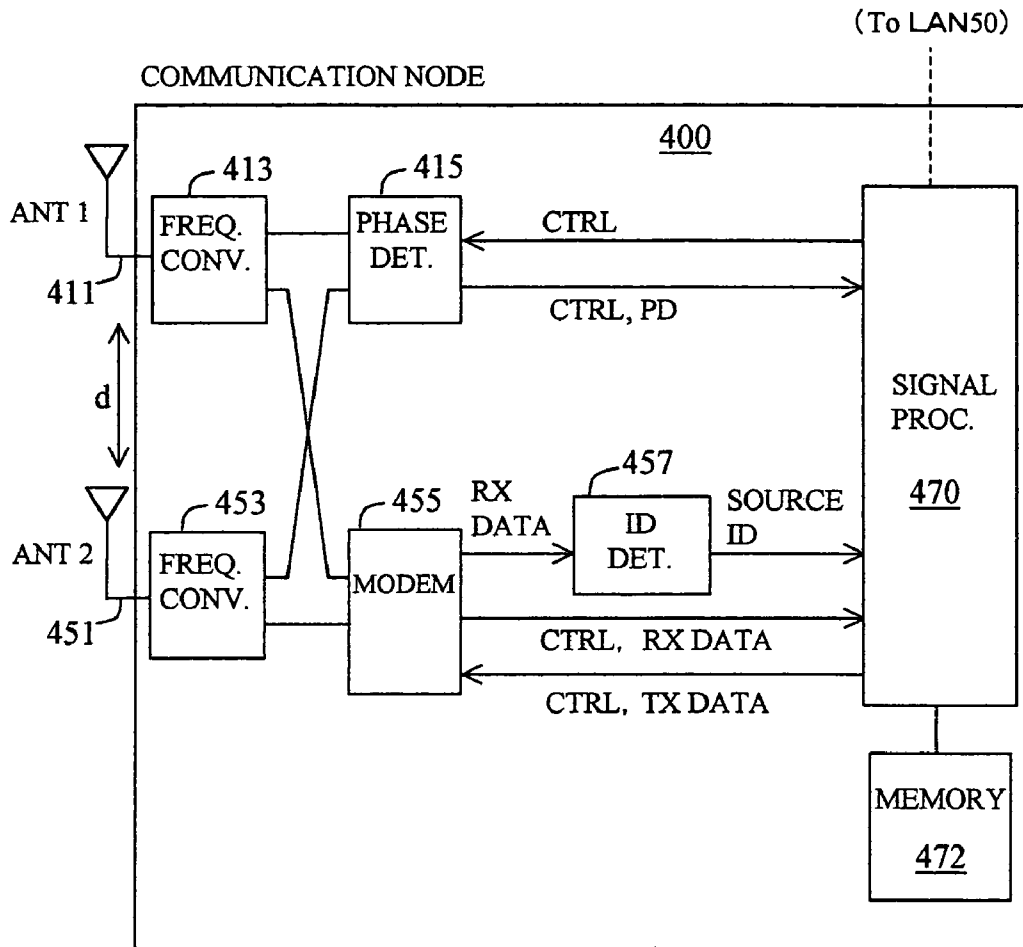 (To LAN50)
COMMUNICATION NODE
400
413
415
ANT 1
FREQ.
CONV.
PHASE
DET.
CTRL
411
CTRL, PD
d
SIGNAL
PROC.
470
453
455
RX
DATA
457
ID
DET.
SOURCE
ID
ANT 2
FREQ.
CONV.
MODEM
451
CTRL, RX DATA
CTRL, TX DATA
MEMORY
472